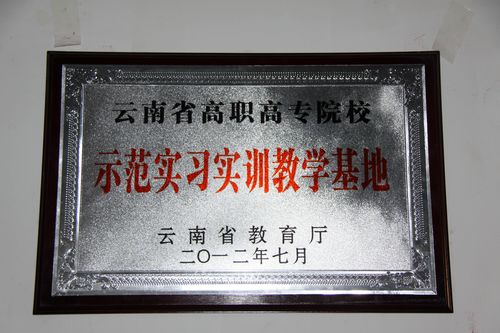 云南省高职高专院校
示范实习实训教学基地
云南省教育厅
二〇一二年七月